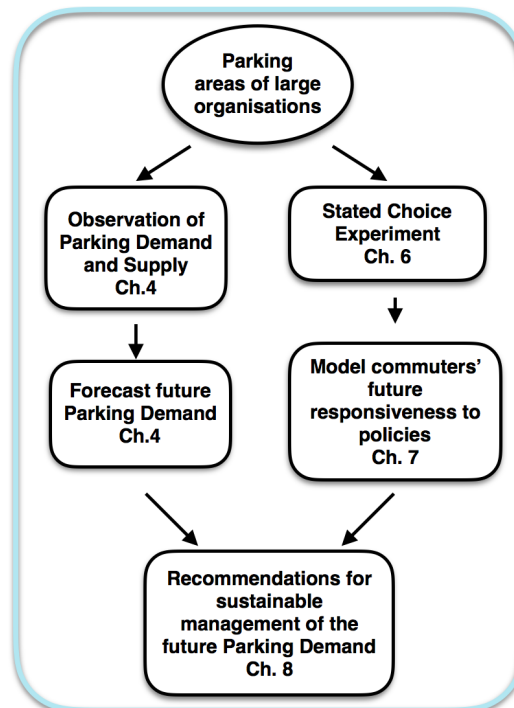 Parking
areas of large
organisations
Observation of
Parking Demand
and Supply
Ch.4
Stated Choice
Experiment
Ch. 6
Forecast future
Parking Demand
Ch.4
Model commuters’
future
responsiveness to
policies
Ch. 7
Recommendations for
sustainable
management of the
future Parking Demand
Ch. 8